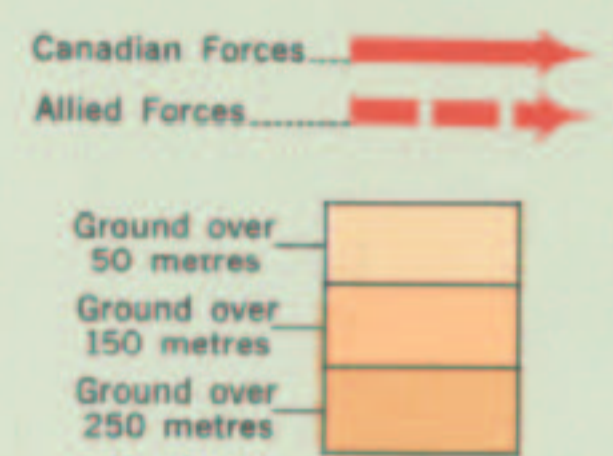 Canadian Forces
Allied Forces
Ground over
50 metres
Ground over
150 metres
Ground over
250 metres